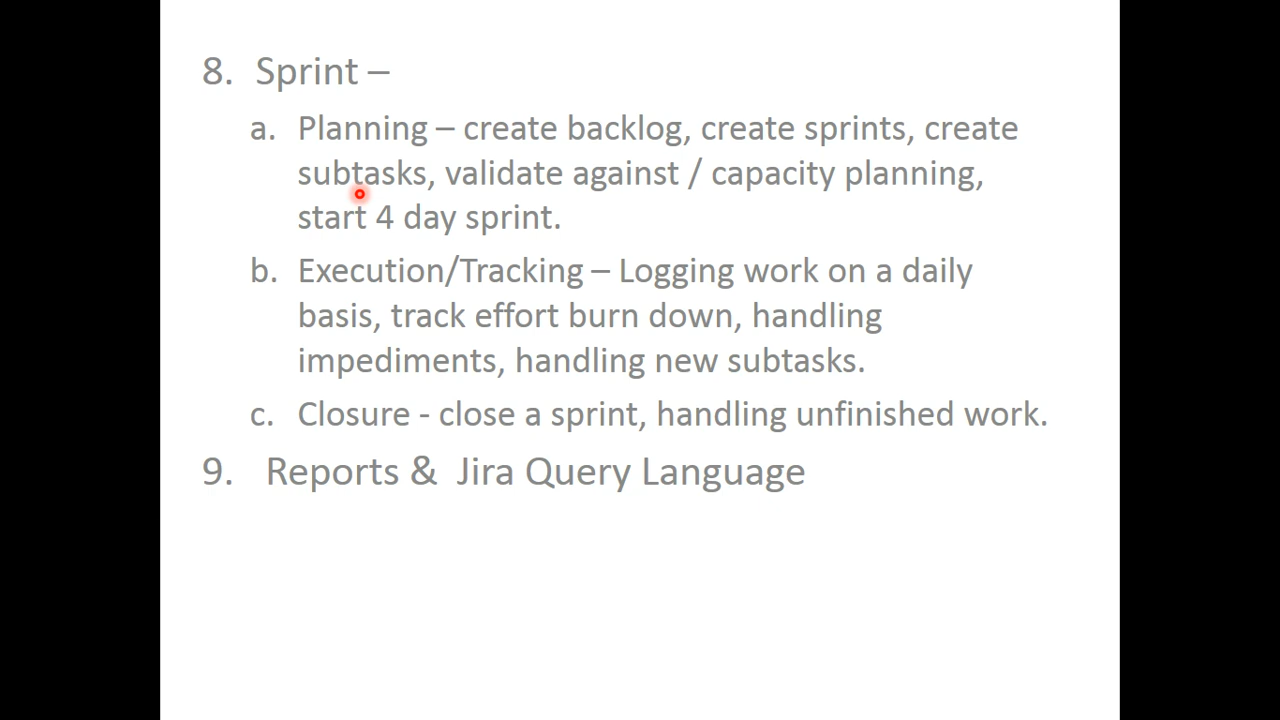 8. Sprint –
a. Planning – create backlog, create sprints, create
subtasks, validate against / capacity planning,
start 4 day sprint.
b. Execution/Tracking – Logging work on a daily
basis, track effort burn down, handling
impediments, handling new subtasks.
c. Closure - close a sprint, handling unfinished work.
9. Reports & Jira Query Language